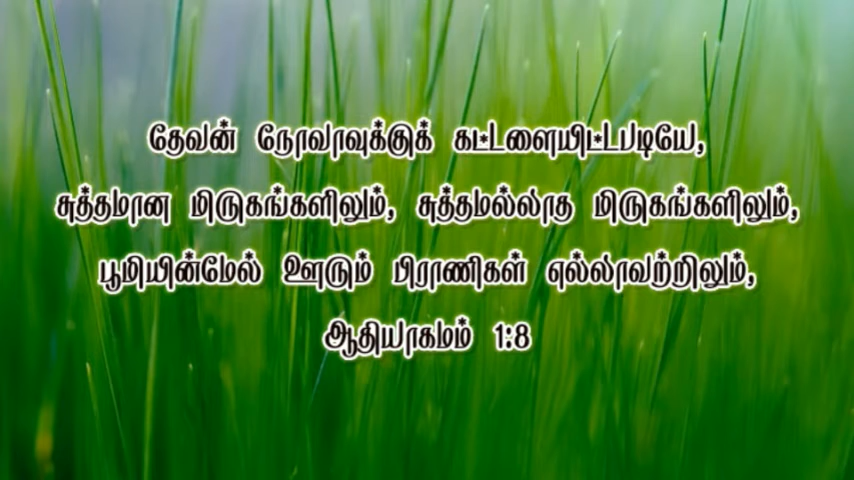 தேவன் நோவாவுக்குக் கட்டளையிட்டபடியே,
சுத்தமான மிருகங்களிலும், சுத்தமல்லாத மிருகங்களிலும்,
பூமியின்மேல் ஊரும் பிராணிகள் எல்லாவற்றிலும்,
ஆதியாகமம் 1:8